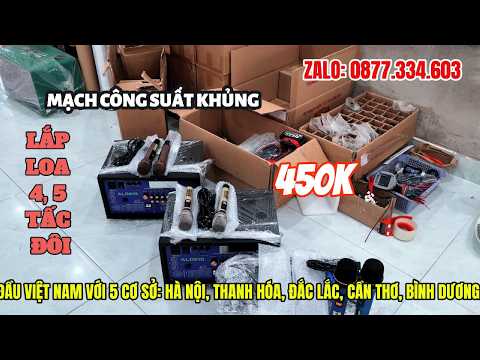 ZALO: 0877.334.603
MẠCH CÔNG SUẤT KHỦNG
LẮP
LOA
4, 5
TẤC
ĐÔI
450K
ĐẦU VIỆT NAM VỚI 5 CƠ SỞ: HÀ NỘI, THANH HÓA, ĐẮC LẮC, CẦN THƠ, BÌNH DƯƠNG